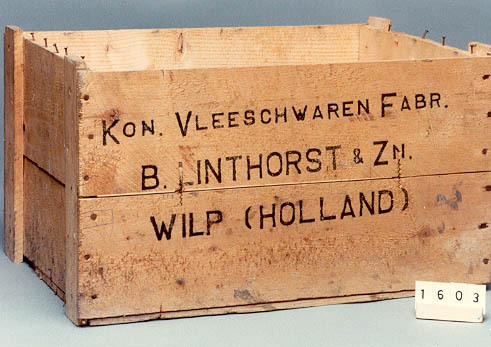 KON. VLEESCHWAREN FABR.
B. LINTHORST & ZN.
WILP (HOLLAND)
1603